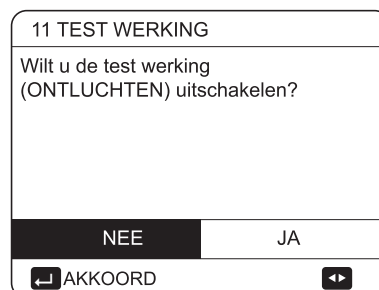 11 TEST WERKING
Wilt u de test werking
(ONTLUCHTEN) uitschakelen?
NEE JA
AKKOORD